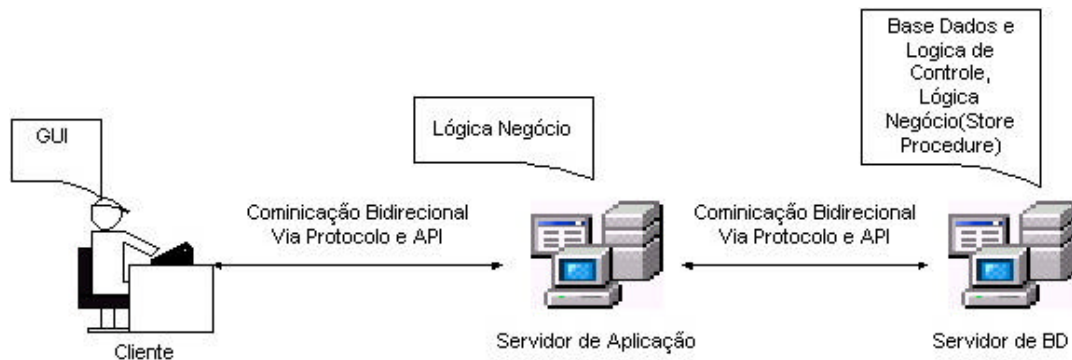 Base Dados e
Logica de
Controle,
Lógica
Negócio(Store
Procedure)
Lógica Negócio
GUI
Cominicação Bidirecional
Via Protocolo e API
Cominicação Bidirecional
Via Protocolo e API
Cliente
Servidor de Aplicação
Servidor de BD